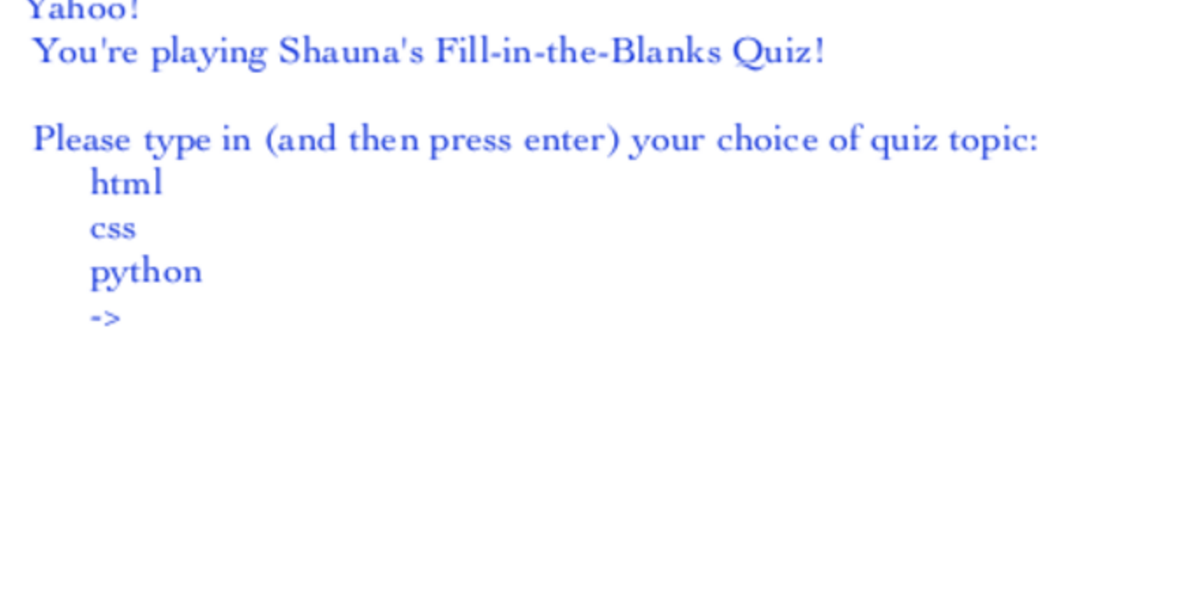 Yahoo!
You're playing Shauna's Fill-in-the-Blanks Quiz!
Please type in (and then press enter) your choice of quiz topic:
html
css
python
->